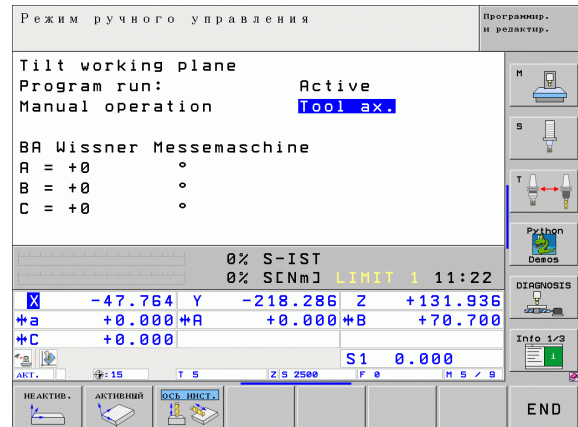 Режим ручного управления
Программир.
и редактир.
Tilt working plane
Program run: Active
Manual operation Tool ax.
BA Wissner Messemaschine
A = +0 °
B = +0 °
C = +0 °
0% S-IST
0% S[Nm] LIMIT 1 11:22
X -47.764 Y -218.286 Z +131.936
a +0.000 A +0.000 B +70.700
C +0.000
S1 0.000
АКТ. :15 T 5 Z S 2500 F 0 M 5 / 9
M
S
T
Python
Demos
DIAGNOSIS
Info 1/3
НЕАКТИВ.
АКТИВНЫЙ
ОСЬ ИНСТ.
END